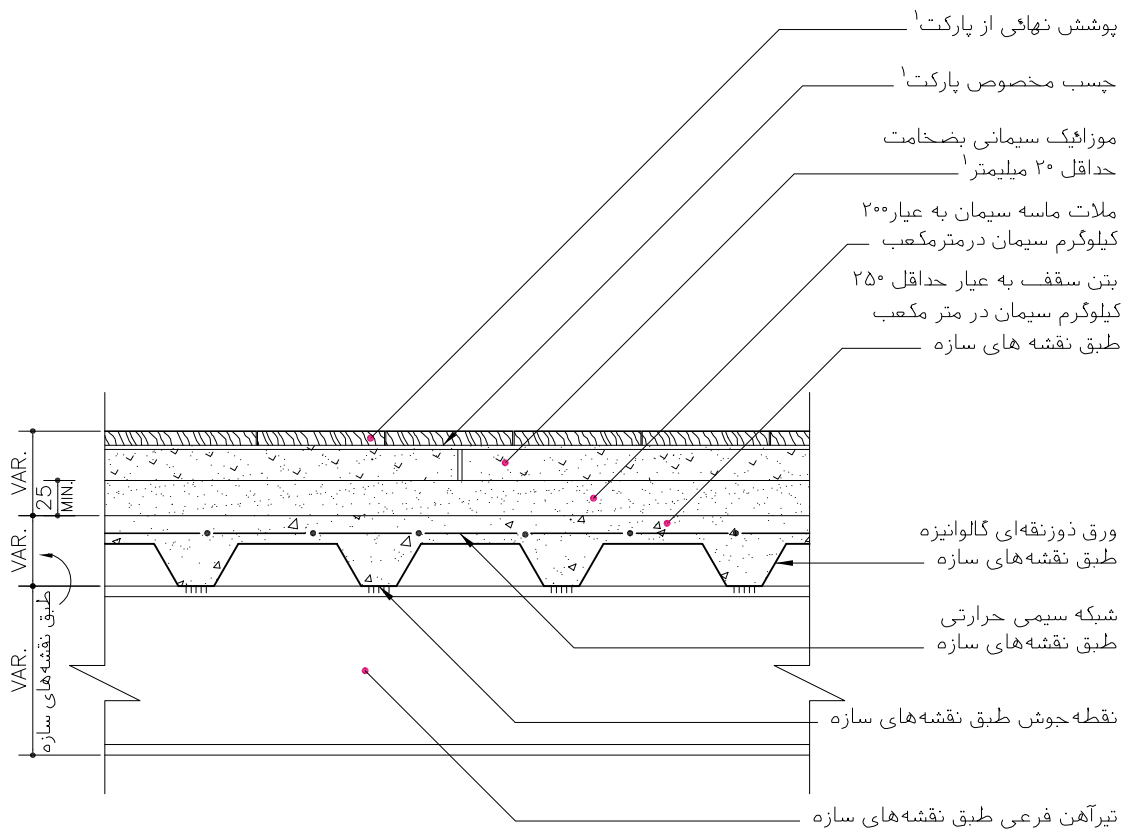 پوشش نهائی از پارکت۱
چسب مخصوص پارکت۱
موزائیک سیمانی بضخامت
حداقل ۲۰ میلیمتر۱
ملات ماسه سیمان به عیار۲۰۰
کیلوگرم سیمان درمترمکعب
بتن سقف به عیار حداقل ۲۵۰
کیلوگرم سیمان در متر مکعب
طبق نقشه های سازه
ورق ذوزنقه‌ای گالوانیزه
طبق نقشه‌های سازه
شبکه سیمی حرارتی
طبق نقشه‌های سازه
نقطه جوش طبق نقشه‌های سازه
تیرآهن فرعی طبق نقشه‌های سازه
VAR.
25
MIN.
VAR.
VAR.
طبق نقشه‌های سازه